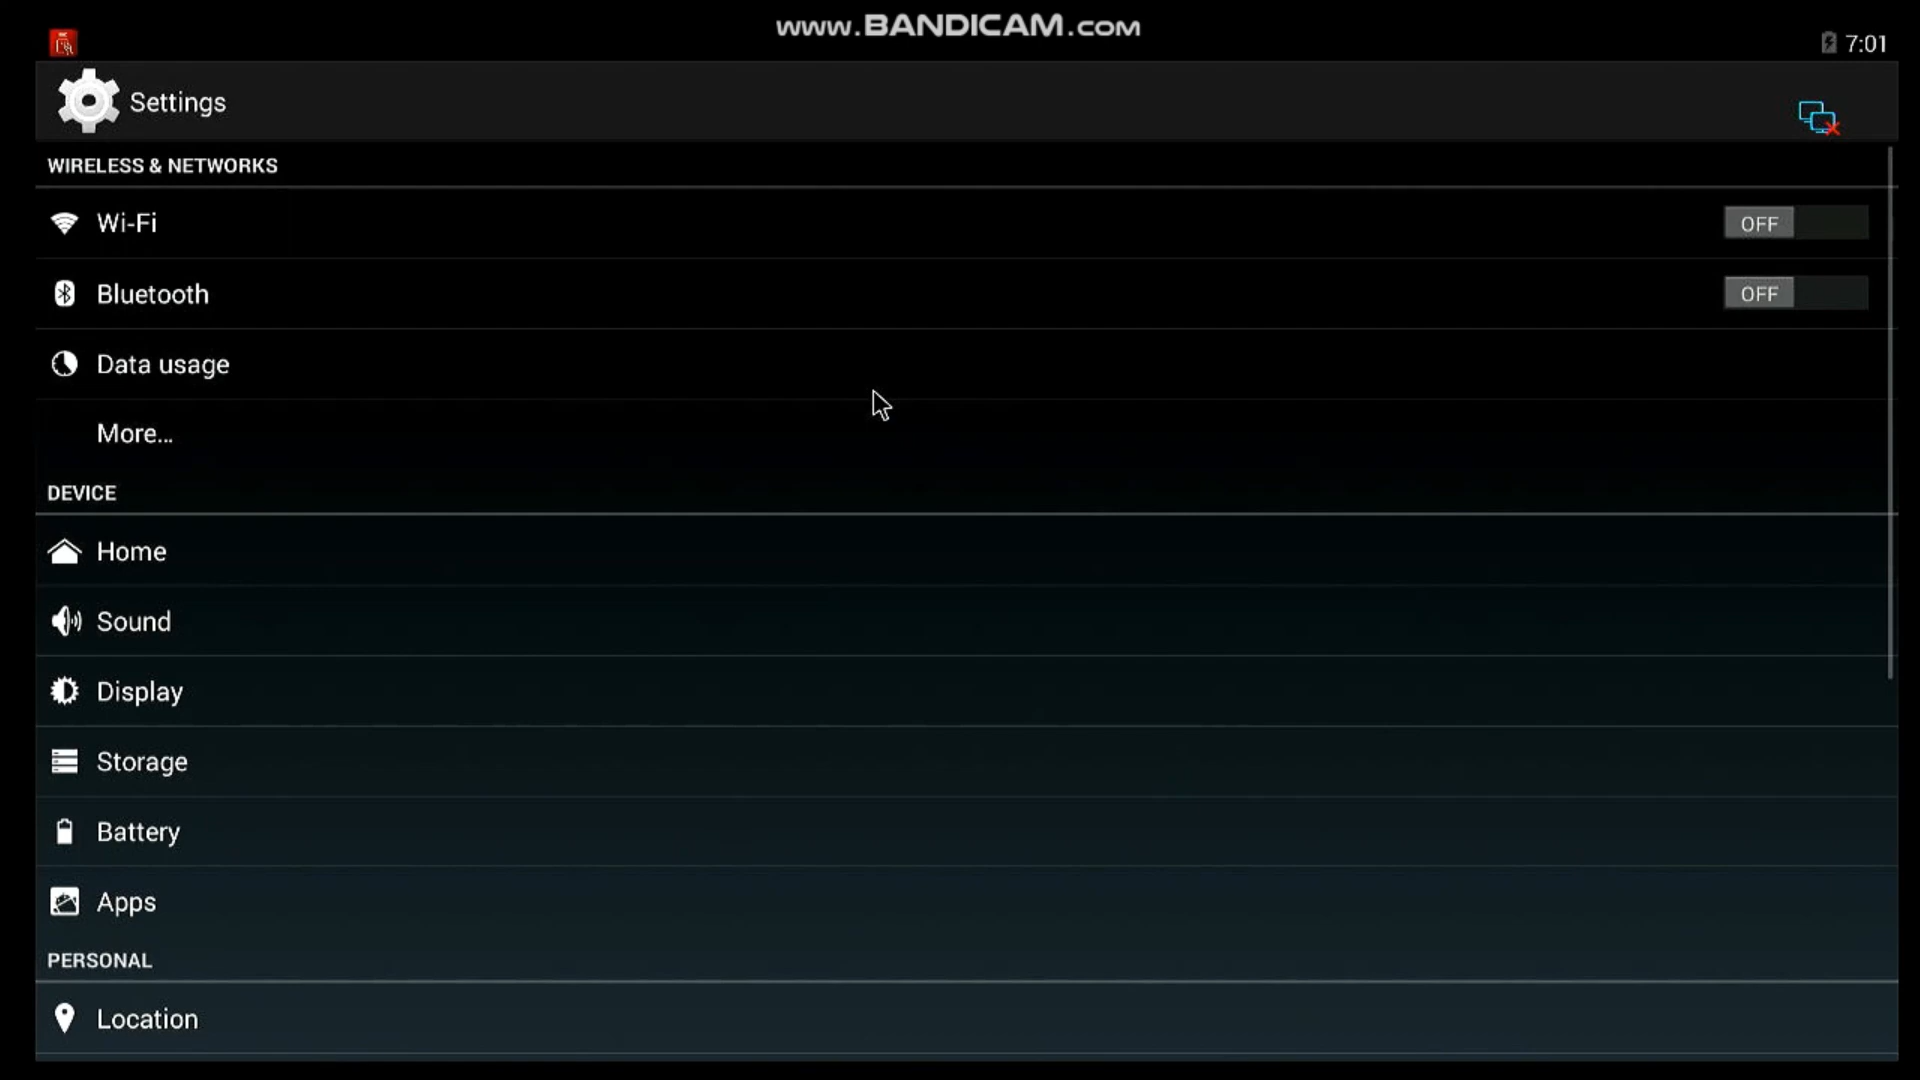 www.BANDICAM.com
7:01
Settings
WIRELESS & NETWORKS
Wi-Fi
OFF
Bluetooth
OFF
Data usage
More...
DEVICE
Home
Sound
Display
Storage
Battery
Apps
PERSONAL
Location